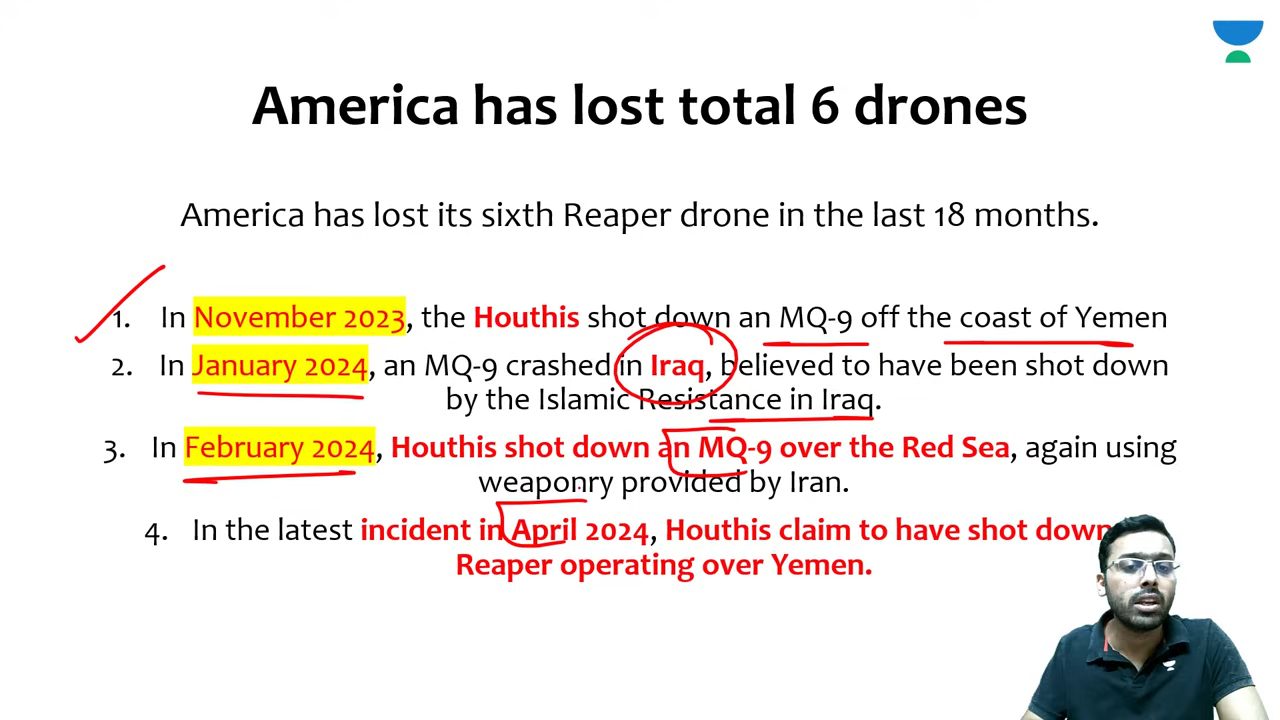 America has lost total 6 drones
America has lost its sixth Reaper drone in the last 18 months.
1. In November 2023, the Houthis shot down an MQ-9 off the coast of Yemen
2. In January 2024, an MQ-9 crashed in Iraq, believed to have been shot down
by the Islamic Resistance in Iraq.
3. In February 2024, Houthis shot down an MQ-9 over the Red Sea, again using
weaponry provided by Iran.
4. In the latest incident in April 2024, Houthis claim to have shot down
Reaper operating over Yemen.